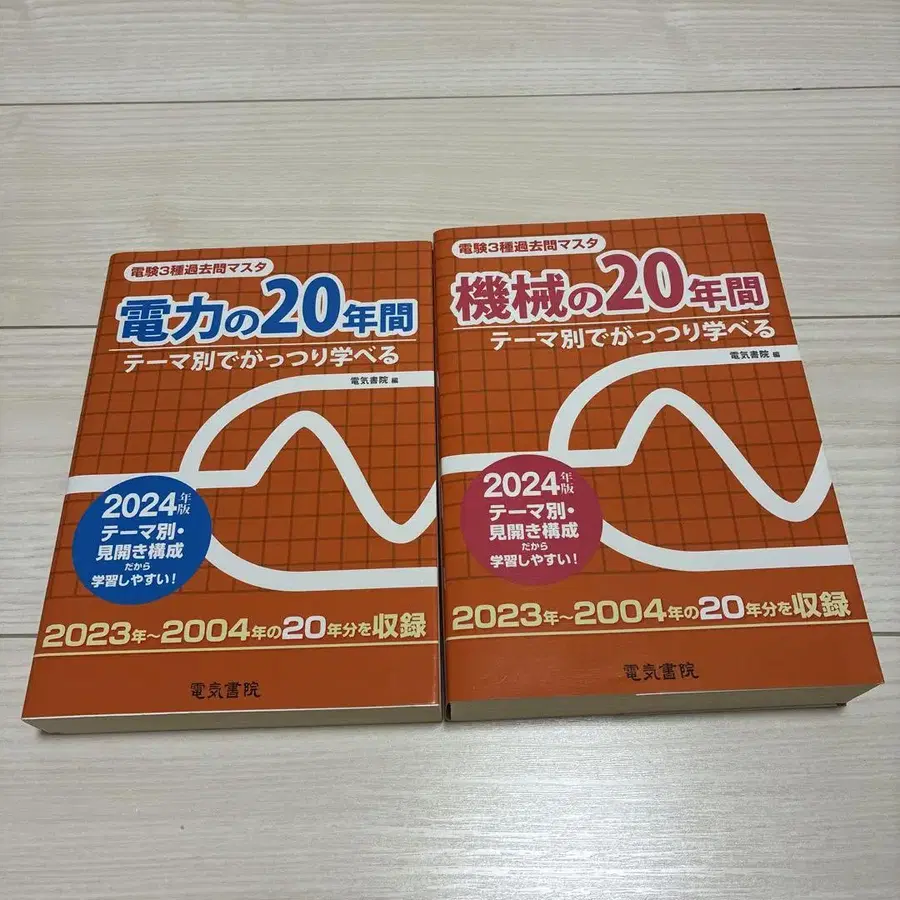 電験3種過去問マスタ
電力の20年間
テーマ別でがっつり学べる
電気書院 編
2024年版
テーマ別・
見開き構成
だから
学習しやすい！
2023年〜2004年の20年分を収録
電気書院
電験3種過去問マスタ
機械の20年間
テーマ別でがっつり学べる
電気書院 編
2024年版
テーマ別・
見開き構成
だから
学習しやすい！
2023年〜2004年の20年分を収録
電気書院